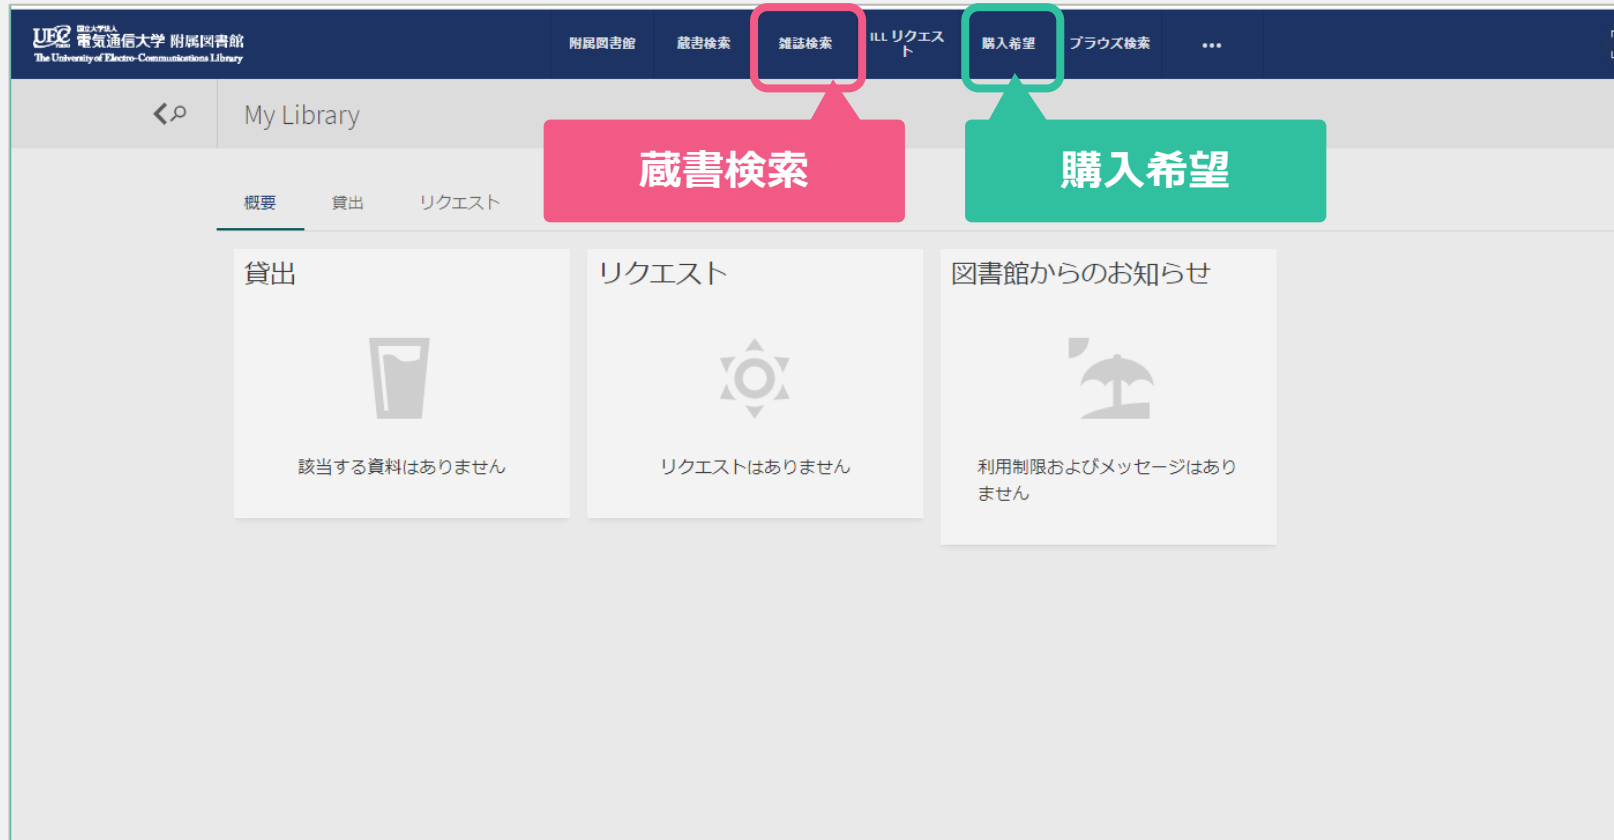 UEC 国立大学法人
電気通信大学 附属図書館
The University of Electro-Communications Library
附属図書館
蔵書検索
雑誌検索
ILL リクエス
ト
購入希望
ブラウズ検索
•••
My Library
蔵書検索
購入希望
概要
貸出
リクエスト
貸出
リクエスト
図書館からのお知らせ
該当する資料はありません
リクエストはありません
利用制限およびメッセージはあり
ません